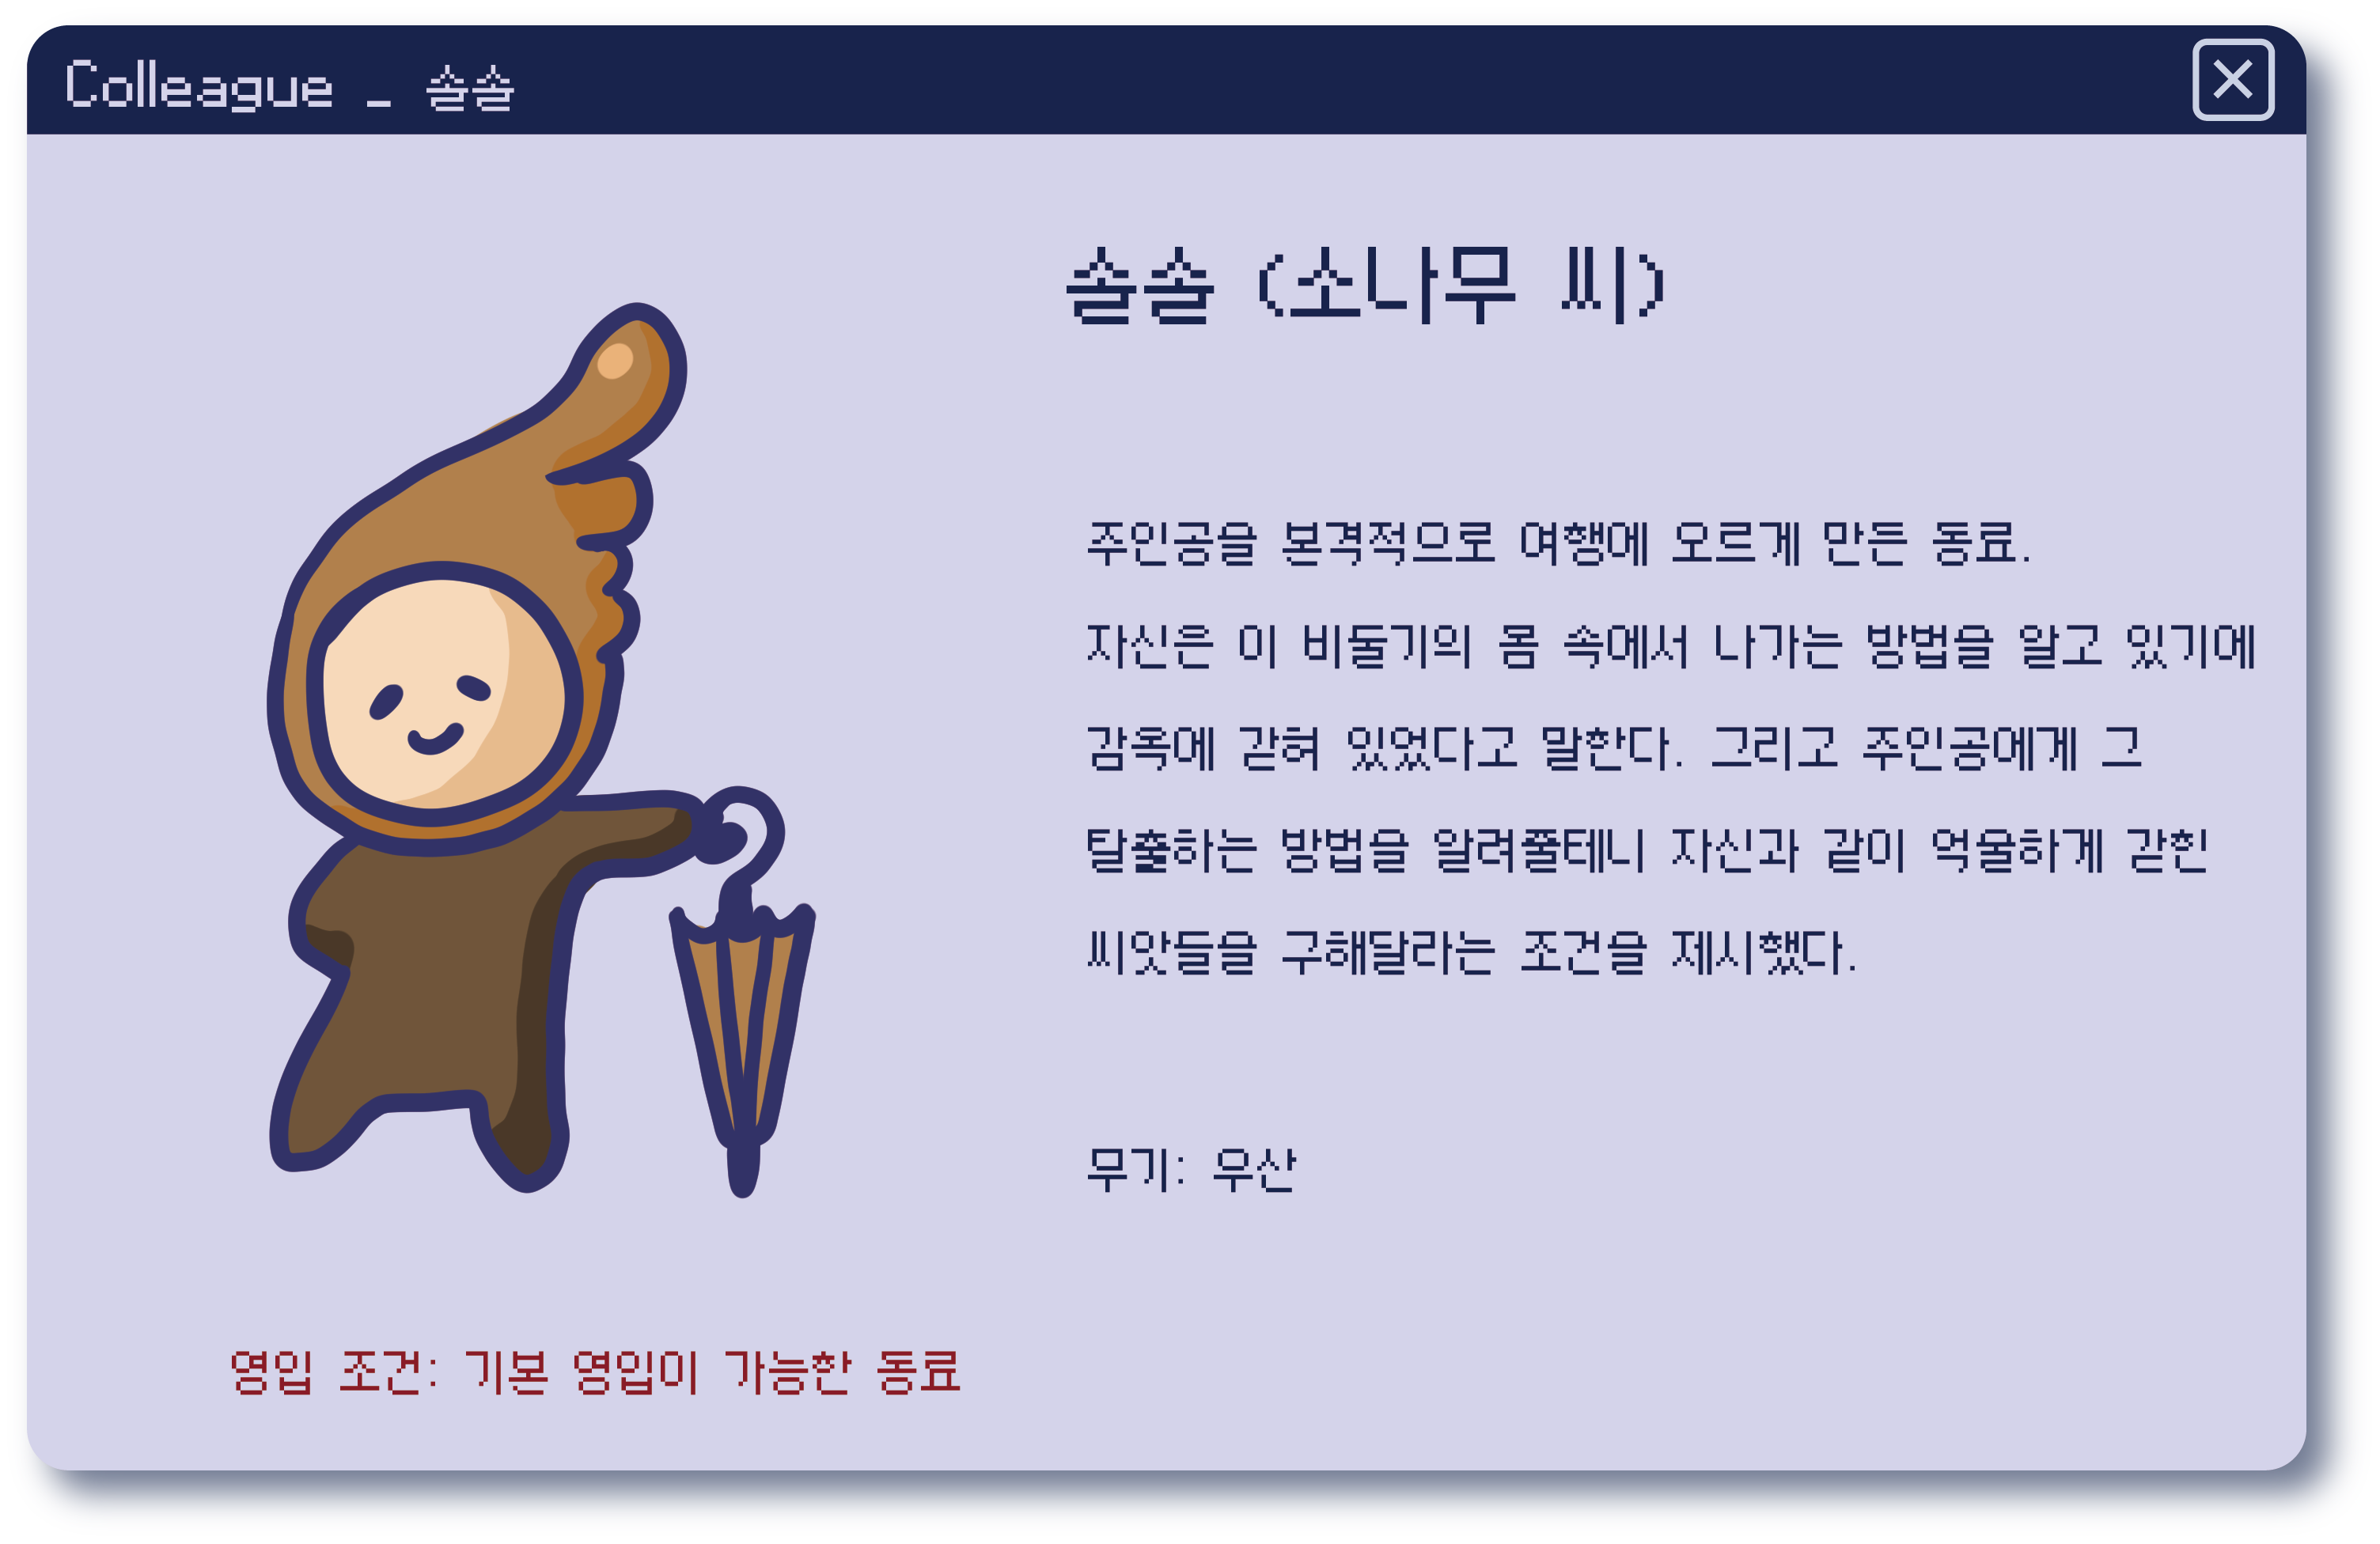 Colleague _ 술술
술술 (소나무 씨)
주인공을 본격적으로 여행에 오르게 만든 동료.
자신은 이 비둘기의 몸 속에서 나가는 방법을 알고 있기에
감옥에 갇혀 있었다고 말한다. 그리고 주인공에게 그
탈출하는 방법을 알려줄테니 자신과 같이 억울하게 갇힌
씨앗들을 구해달라는 조건을 제시했다.
무기: 우산
영입 조건: 기본 영입이 가능한 동료